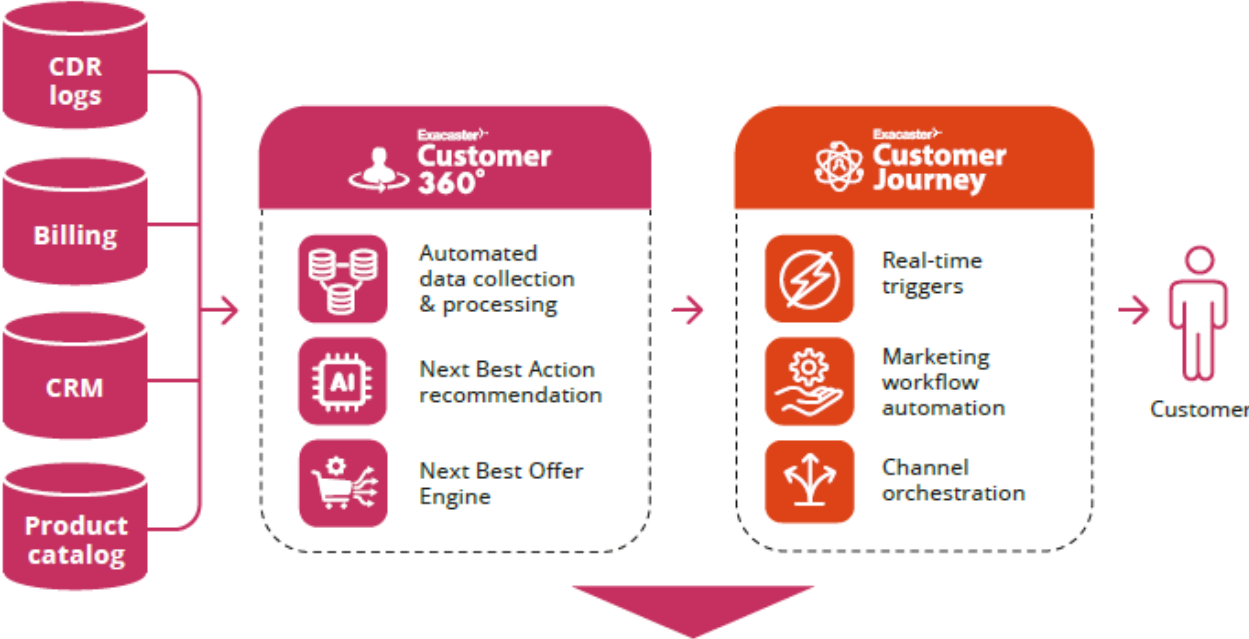 CDR
logs
Billing
CRM
Product
catalog
Exacaster
Customer
360°
Automated
data collection
& processing
AI
Next Best Action
recommendation
Next Best Offer
Engine
Exacaster
Customer
Journey
Real-time
triggers
Marketing
workflow
automation
Channel
orchestration
Customer